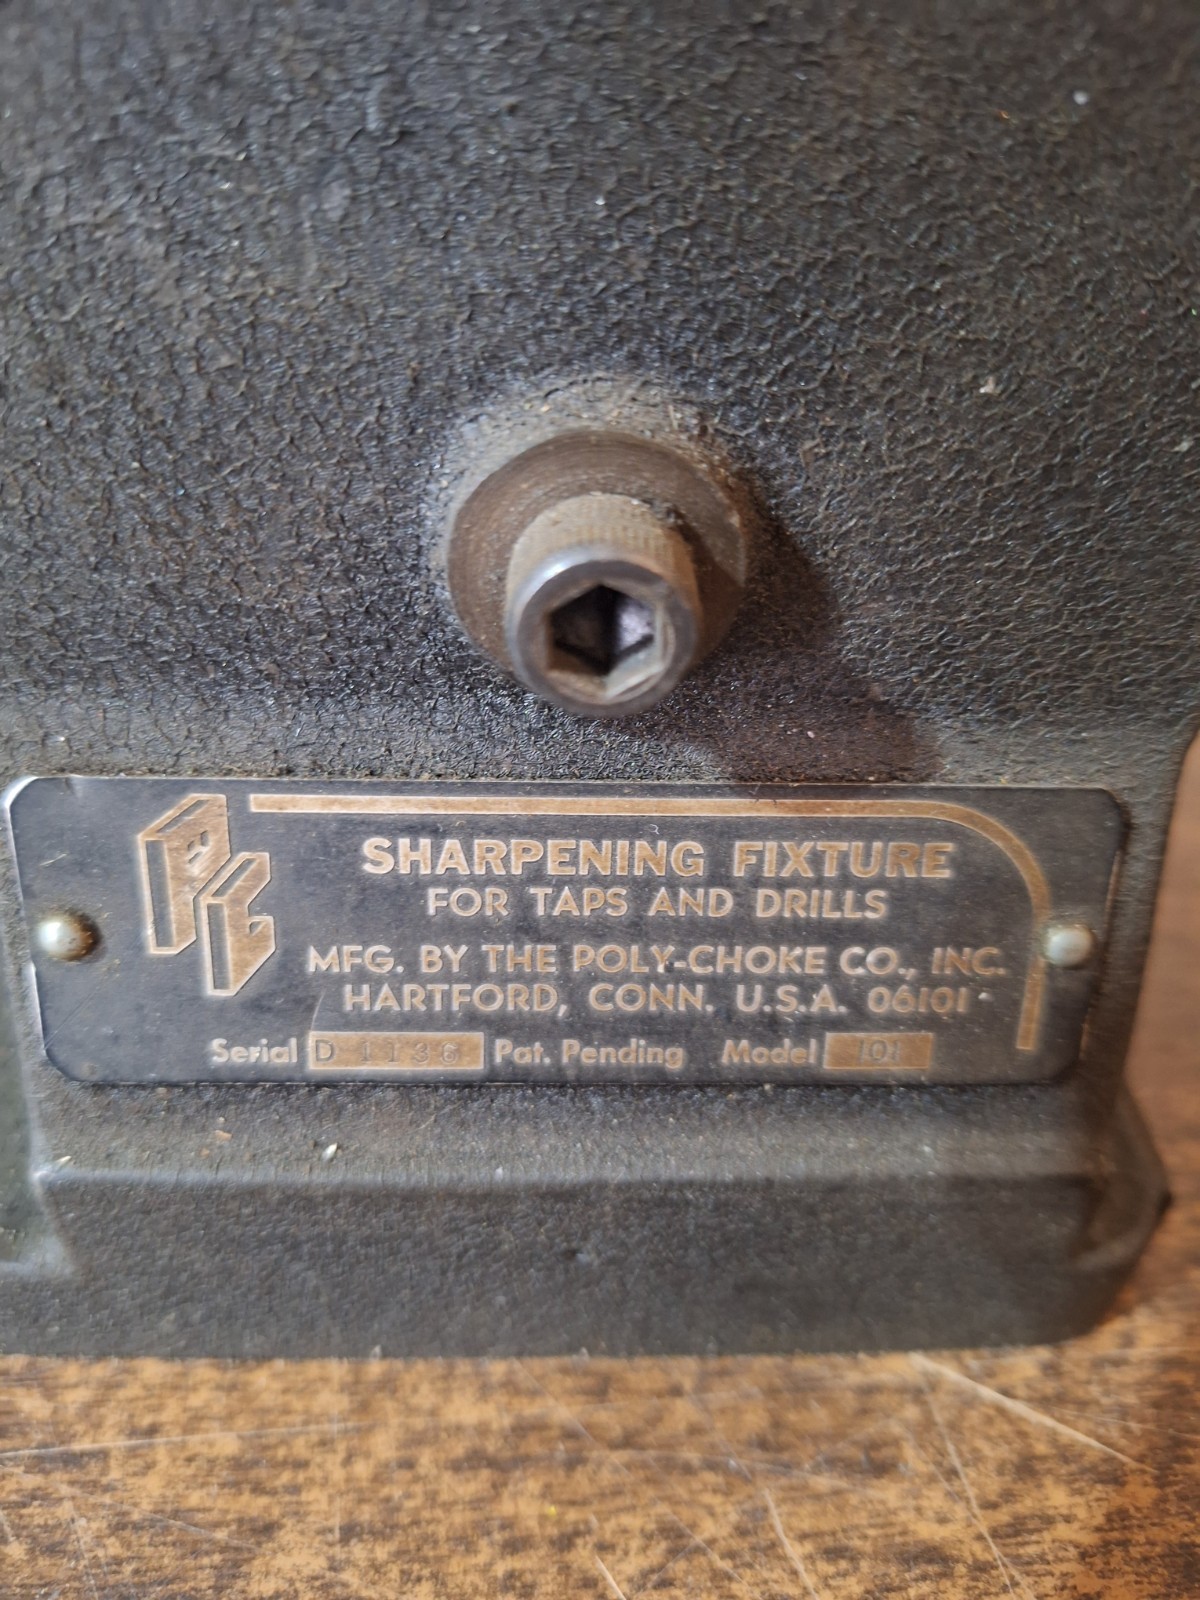 PC
SHARPENING FIXTURE
FOR TAPS AND DRILLS
MFG. BY THE POLY-CHOKE CO., INC.
HARTFORD, CONN. U.S.A. 06101
Serial D 1136 Pat. Pending Model 101